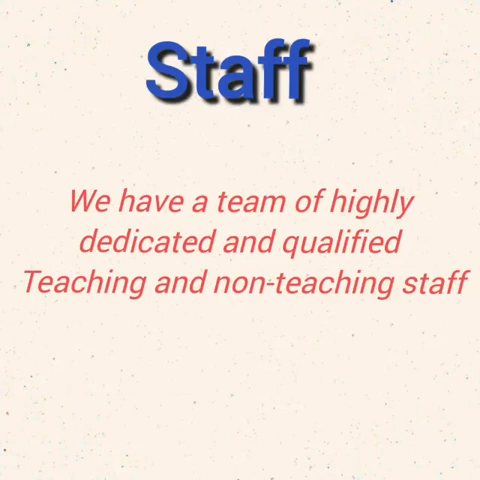 Staff
We have a team of highly
dedicated and qualified
Teaching and non-teaching staff